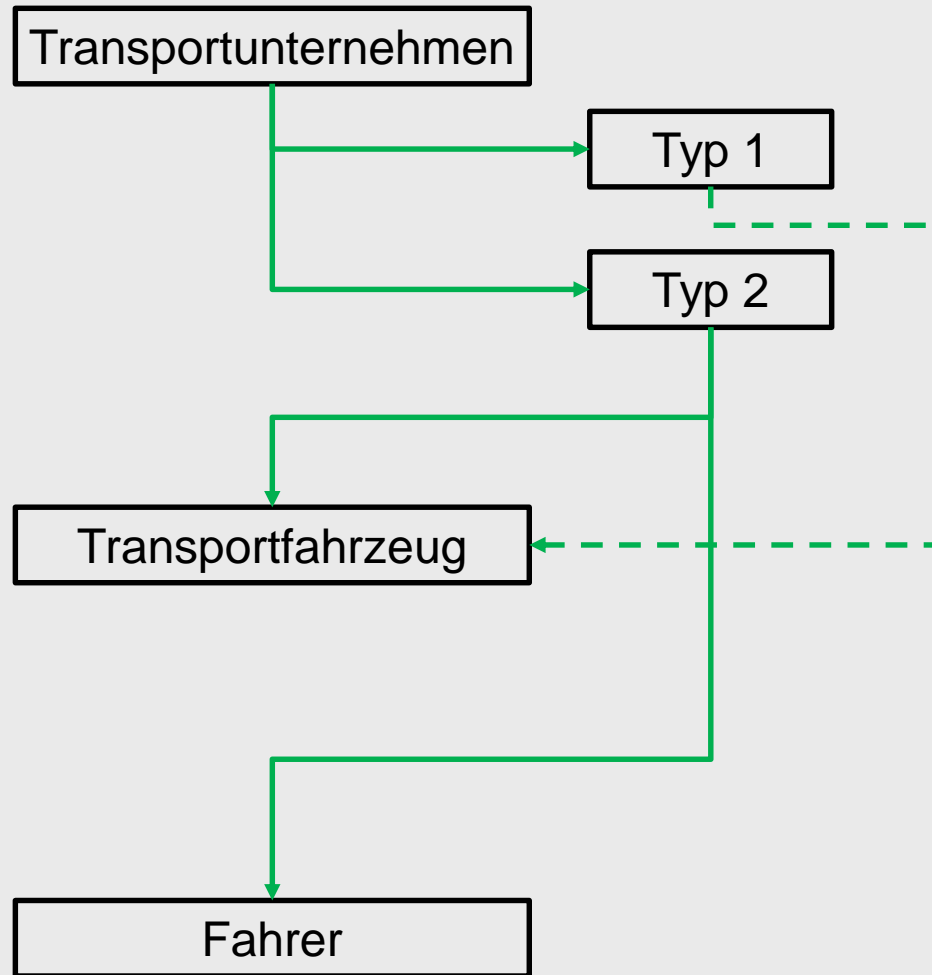 Transportunternehmen
Typ 1
Typ 2
Transportfahrzeug
Fahrer